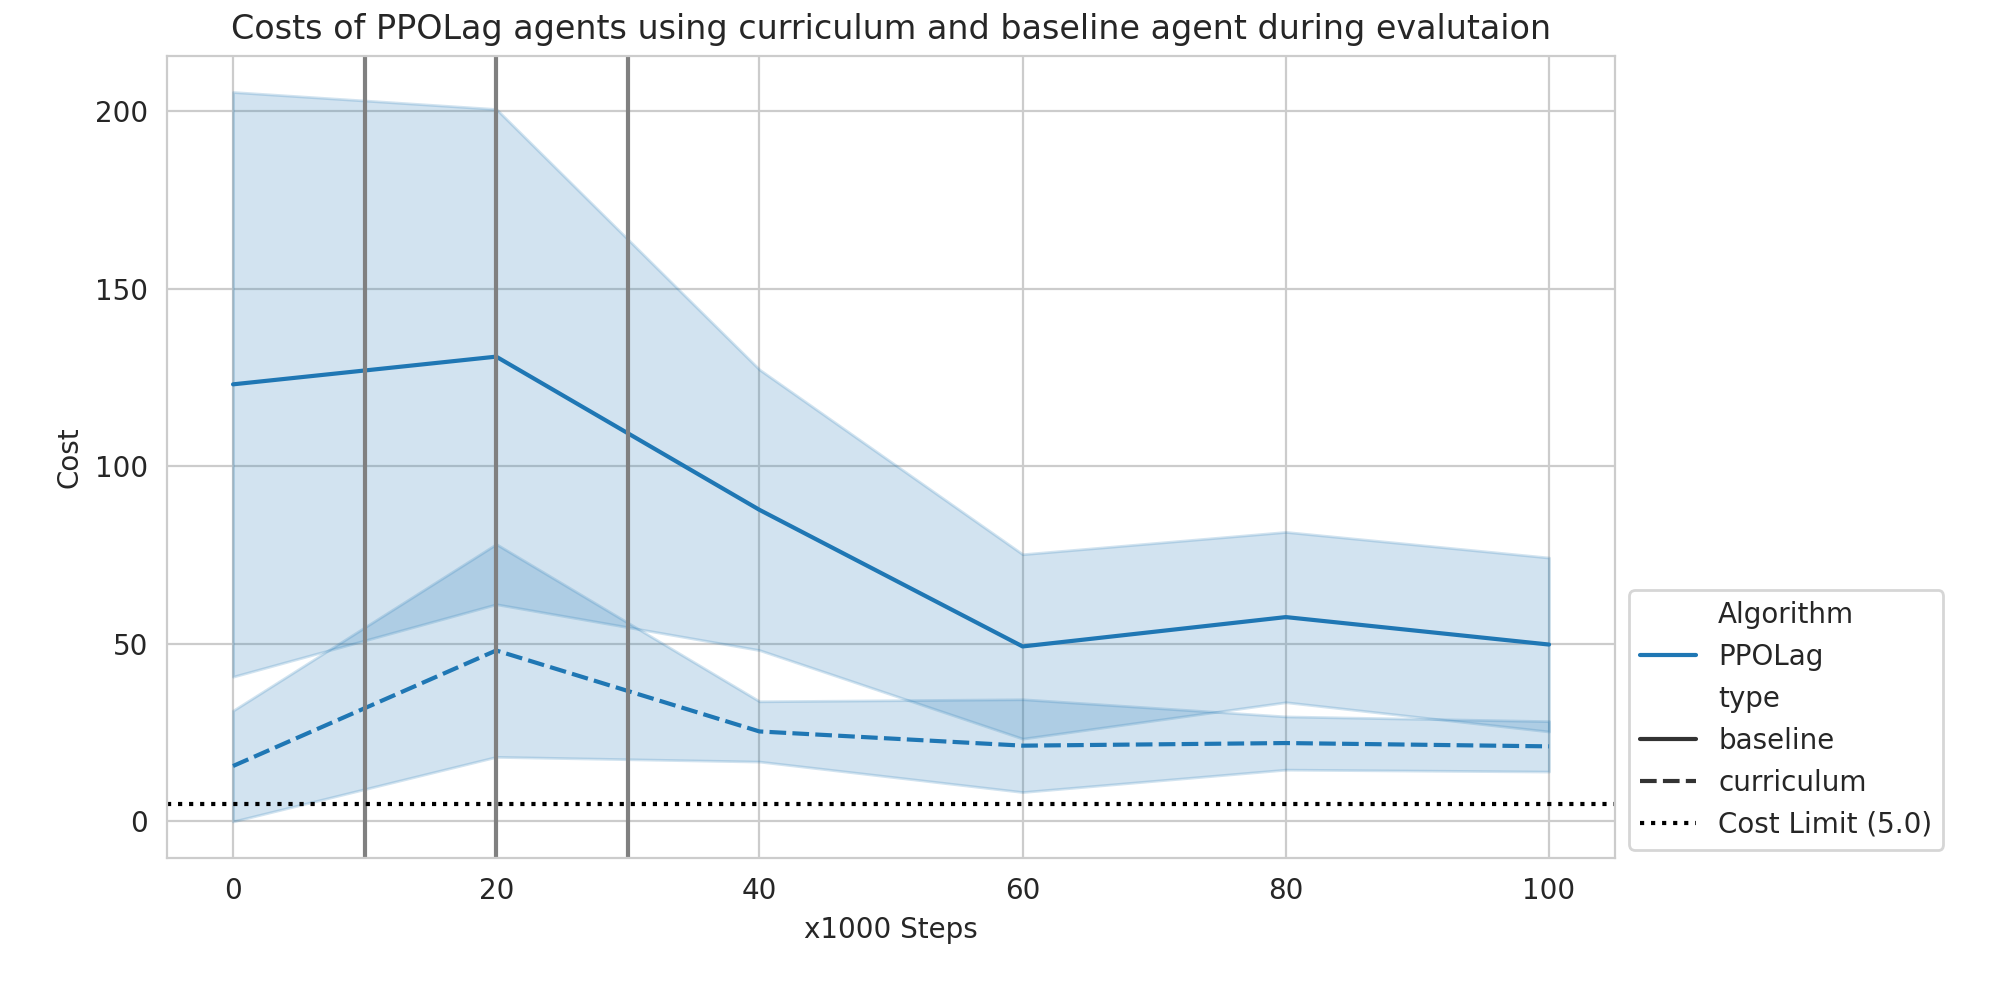 Costs of PPOLag agents using curriculum and baseline agent during evalutaion
200
150
100
50
0
Cost
0 20 40 60 80 100
x1000 Steps
Algorithm
PPOLag
type
baseline
curriculum
Cost Limit (5.0)